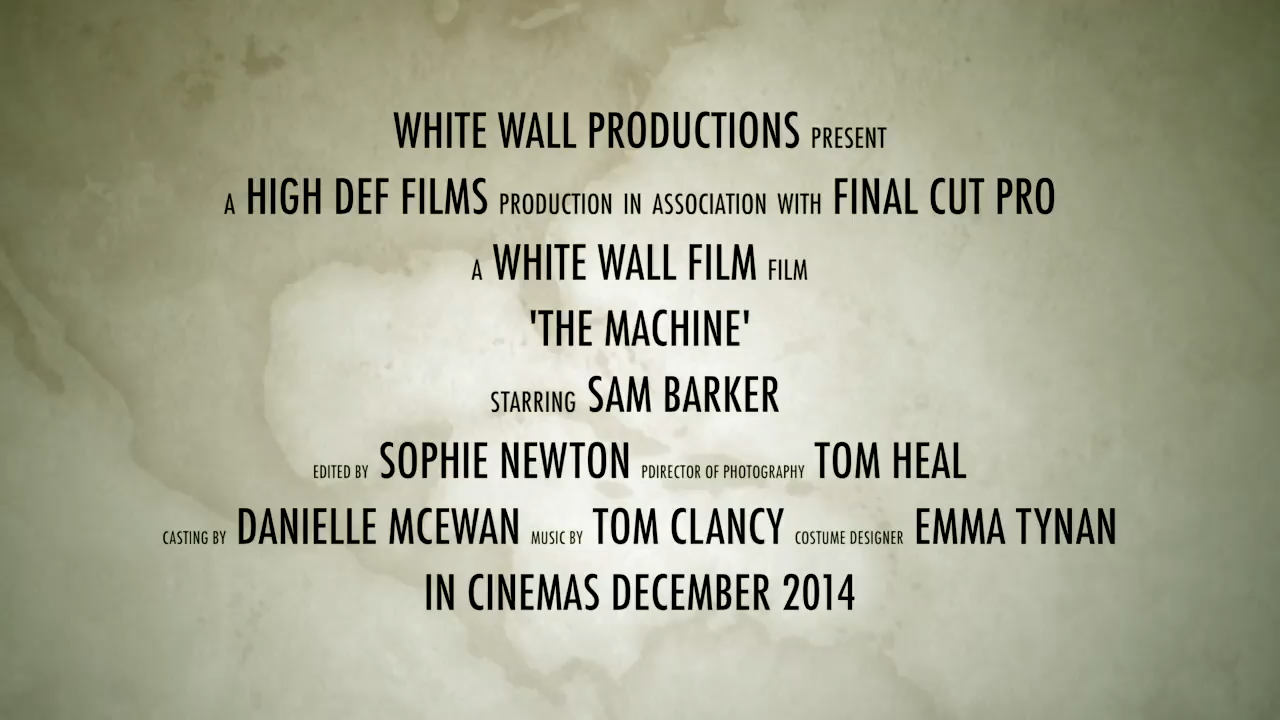 WHITE WALL PRODUCTIONS PRESENT
A HIGH DEF FILMS PRODUCTION IN ASSOCIATION WITH FINAL CUT PRO
A WHITE WALL FILM FILM
'THE MACHINE'
STARRING SAM BARKER
EDITED BY SOPHIE NEWTON PDIRECTOR OF PHOTOGRAPHY TOM HEAL
CASTING BY DANIELLE MCEWAN MUSIC BY TOM CLANCY COSTUME DESIGNER EMMA TYNAN
IN CINEMAS DECEMBER 2014